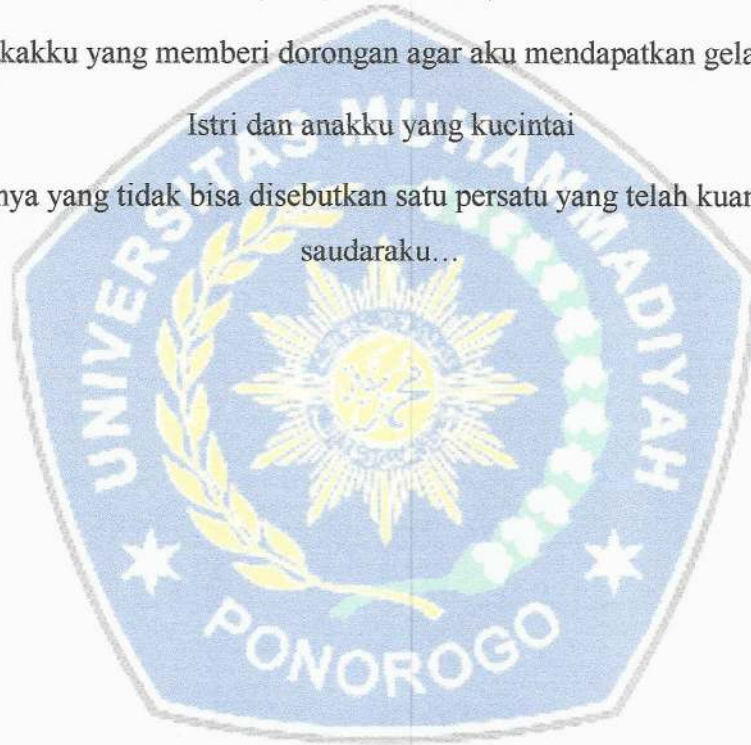 kakku yang memberi dorongan agar aku mendapatkan gela
Istri dan anakku yang kucintai
nya yang tidak bisa disebutkan satu persatu yang telah kuan
saudaraku...
UNIVERSITAS MUHAMMADIYAH
PONOROGO